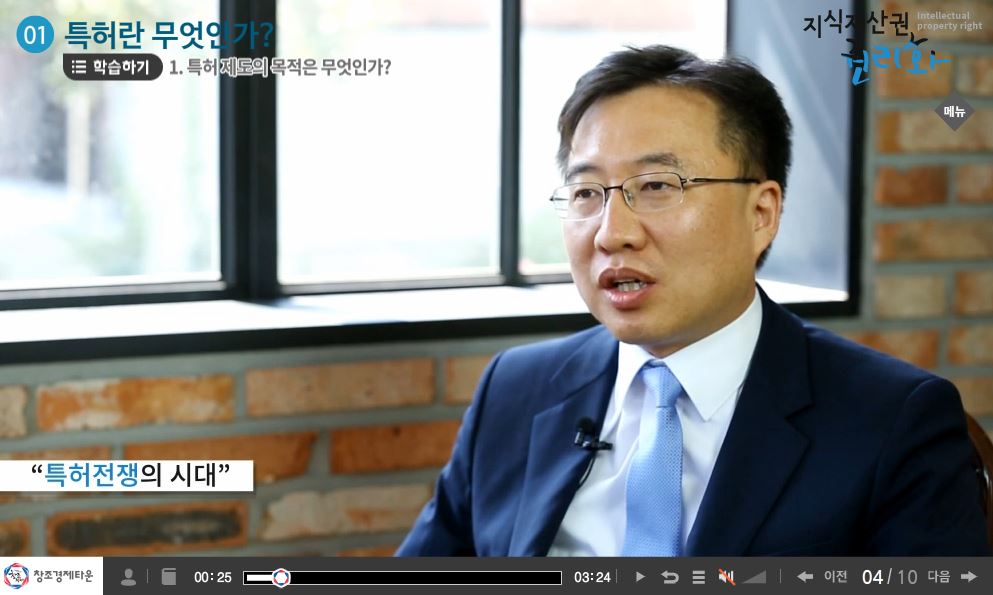 01 특허란 무엇인가?
학습하기 1. 특허 제도의 목적은 무엇인가?
지식재산권 Intellectual property right
권리화
메뉴
“특허전쟁의 시대”
창조경제타운 00:25 03:24 이전 04 / 10 다음